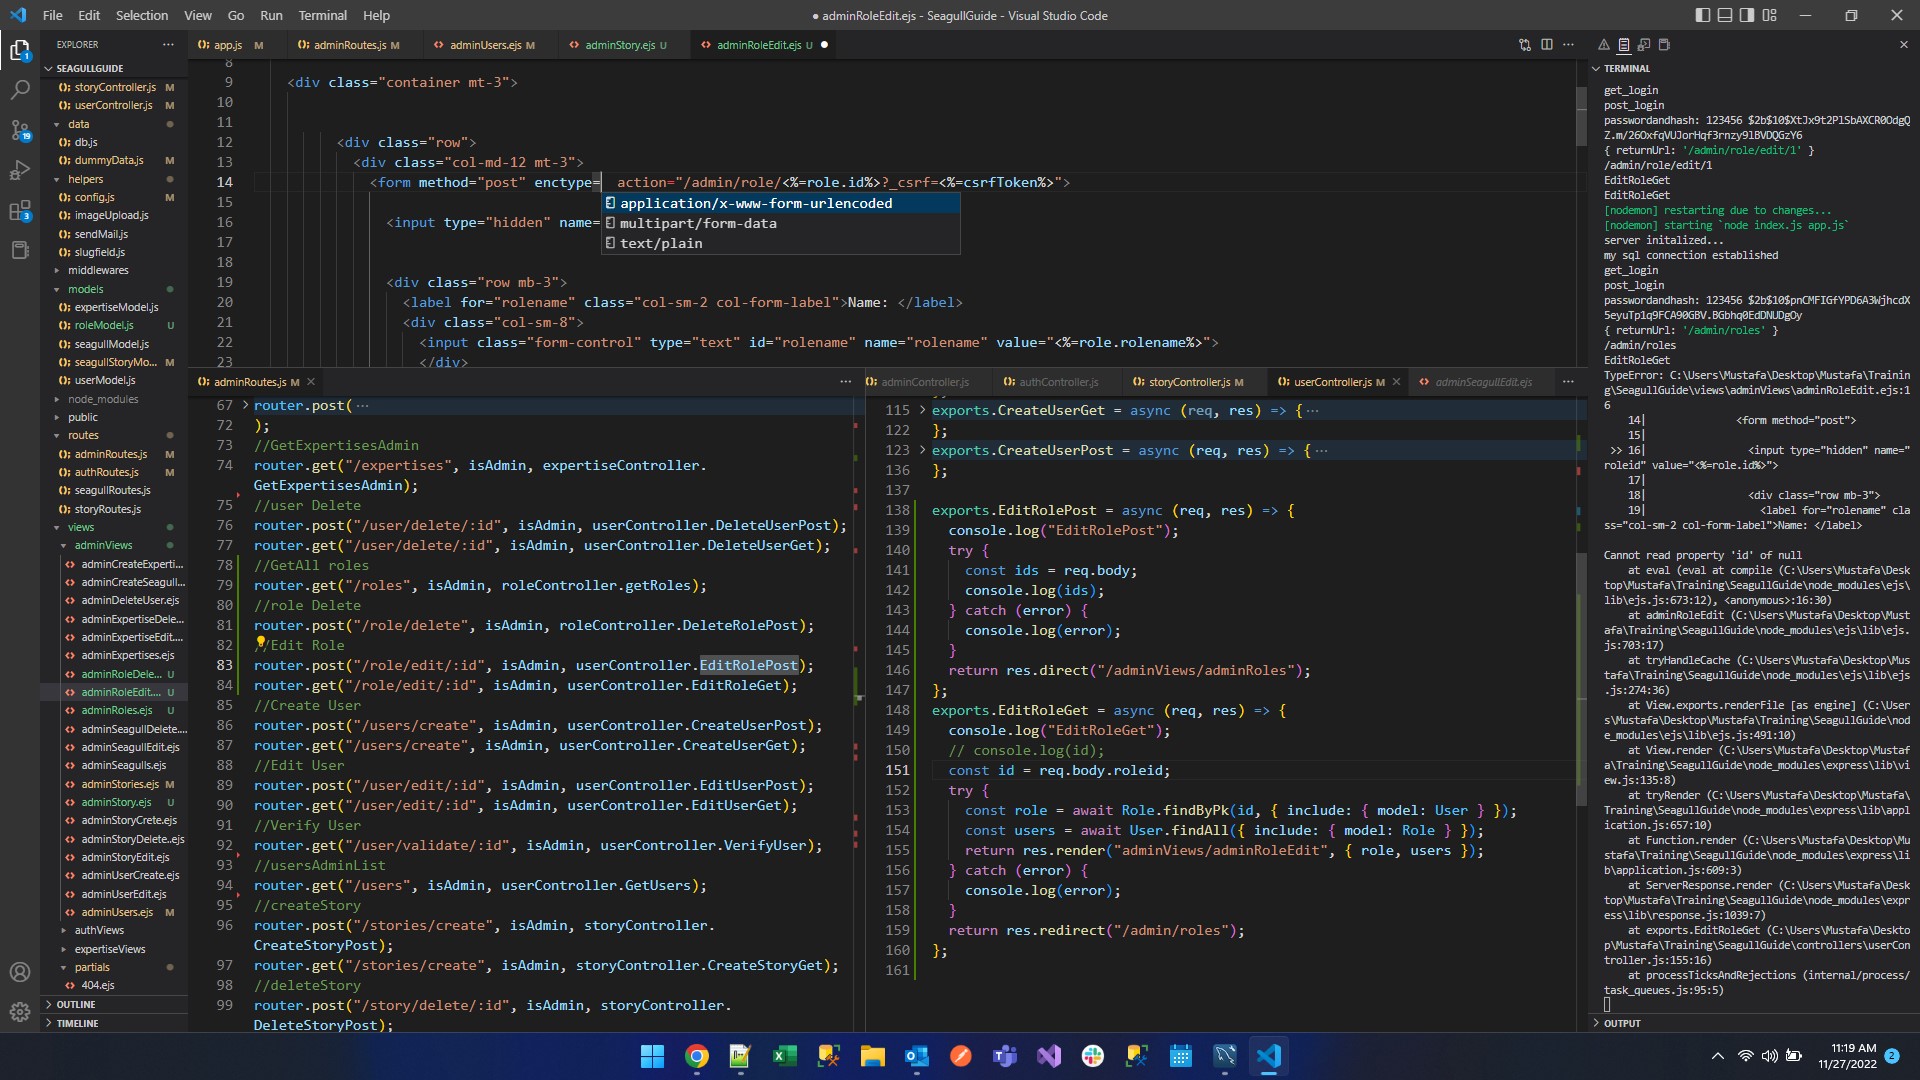 File Edit Selection View Go Run Terminal Help
● adminRoleEdit.ejs - SeagullGuide - Visual Studio Code
EXPLORER
SEAGULLGUIDE
storyController.js M
userController.js M
data
db.js
dummyData.js M
helpers
config.js M
imageUpload.js
sendMail.js
slugfield.js
middlewares
models
expertiseModel.js
roleModel.js U
seagullModel.js
seagullStoryMo... M
userModel.js
node_modules
public
routes
adminRoutes.js M
authRoutes.js M
seagullRoutes.js
storyRoutes.js
views
adminViews
adminCreateExperti...
adminCreateSeagull...
adminDeleteUser.ejs
adminExpertiseDele...
adminExpertiseEdit....
adminExpertises.ejs
adminRoleDele... U
adminRoleEdit.... U
adminRoles.ejs U
adminSeagullDelete....
adminSeagullEdit.ejs
adminSeagulls.ejs
adminStories.ejs M
adminStory.ejs U
adminStoryCrete.ejs
adminStoryDelete.ejs
adminStoryEdit.ejs
adminUserCreate.ejs
adminUserEdit.ejs
adminUsers.ejs M
authViews
expertiseViews
partials
404.ejs
OUTLINE
TIMELINE
1
19
3
app.js M adminRoutes.js M adminUsers.ejs M adminStory.ejs U adminRoleEdit.ejs U ●
8
9 <div class="container mt-3">
10
11
12 <div class="row">
13 <div class="col-md-12 mt-3">
14 <form method="post" enctype= action="/admin/role/<%=role.id%>?_csrf=<%=csrfToken%>">
15
16 <input type="hidden" name=
17
18
application/x-www-form-urlencoded
multipart/form-data
text/plain
19 <div class="row mb-3">
20 <label for="rolename" class="col-sm-2 col-form-label">Name: </label>
21 <div class="col-sm-8">
22 <input class="form-control" type="text" id="rolename" name="rolename" value="<%=role.rolename%>">
23 </div>
adminRoutes.js M
67 router.post( ...
72 );
73 //GetExpertisesAdmin
74 router.get("/expertises", isAdmin, expertiseController.
GetExpertisesAdmin);
75 //user Delete
76 router.post("/user/delete/:id", isAdmin, userController.DeleteUserPost);
77 router.get("/user/delete/:id", isAdmin, userController.DeleteUserGet);
78 //GetAll roles
79 router.get("/roles", isAdmin, roleController.getRoles);
80 //role Delete
81 router.post("/role/delete", isAdmin, roleController.DeleteRolePost);
82 //Edit Role
83 router.post("/role/edit/:id", isAdmin, userController.EditRolePost);
84 router.get("/role/edit/:id", isAdmin, userController.EditRoleGet);
85 //Create User
86 router.post("/users/create", isAdmin, userController.CreateUserPost);
87 router.get("/users/create", isAdmin, userController.CreateUserGet);
88 //Edit User
89 router.post("/user/edit/:id", isAdmin, userController.EditUserPost);
90 router.get("/user/edit/:id", isAdmin, userController.EditUserGet);
91 //Verify User
92 router.get("/user/validate/:id", isAdmin, userController.VerifyUser);
93 //usersAdminList
94 router.get("/users", isAdmin, userController.GetUsers);
95 //createStory
96 router.post("/stories/create", isAdmin, storyController.
CreateStoryPost);
97 router.get("/stories/create", isAdmin, storyController.CreateStoryGet);
98 //deleteStory
99 router.post("/story/delete/:id", isAdmin, storyController.
DeleteStoryPost);
adminController.js authController.js storyController.js M userController.js M adminSeagullEdit.ejs
115 exports.CreateUserGet = async (req, res) => { ...
122 };
123 exports.CreateUserPost = async (req, res) => { ...
136 };
137
138 exports.EditRolePost = async (req, res) => {
139 console.log("EditRolePost");
140 try {
141 const ids = req.body;
142 console.log(ids);
143 } catch (error) {
144 console.log(error);
145 }
146 return res.direct("/adminViews/adminRoles");
147 };
148 exports.EditRoleGet = async (req, res) => {
149 console.log("EditRoleGet");
150 // console.log(id);
151 const id = req.body.roleid;
152 try {
153 const role = await Role.findByPk(id, { include: { model: User } });
154 const users = await User.findAll({ include: { model: Role } });
155 return res.render("adminViews/adminRoleEdit", { role, users });
156 } catch (error) {
157 console.log(error);
158 }
159 return res.redirect("/admin/roles");
160 };
161
TERMINAL
get_login
post_login
passwordandhash: 123456 $2b$10$XtJx9t2PlSbAXCR0OdgQ
Z.m/26OxfqVUJorHqf3rnzy9lBVDQGzY6
{ returnUrl: '/admin/role/edit/1' }
/admin/role/edit/1
EditRoleGet
EditRoleGet
[nodemon] restarting due to changes...
[nodemon] starting `node index.js app.js`
server initalized...
my sql connection established
get_login
post_login
passwordandhash: 123456 $2b$10$pnCMFIGfYPD6A3WjhcdX
5eyuTp1q9FCA90GBV.BGbhq0EdDNUDgOy
{ returnUrl: '/admin/roles' }
/admin/roles
EditRoleGet
TypeError: C:\Users\Mustafa\Desktop\Mustafa\Trainin
g\SeagullGuide\views\adminViews\adminRoleEdit.ejs:1
6
14| <form method="post">
15|
>> 16| <input type="hidden" name="
roleid" value="<%=role.id%>">
17|
18| <div class="row mb-3">
19| <label for="rolename" cla
ss="col-sm-2 col-form-label">Name: </label>
Cannot read property 'id' of null
at eval (eval at compile (C:\Users\Mustafa\Desk
top\Mustafa\Training\SeagullGuide\node_modules\ejs\
lib\ejs.js:673:12), <anonymous>:16:30)
at adminRoleEdit (C:\Users\Mustafa\Desktop\Must
afa\Training\SeagullGuide\node_modules\ejs\lib\ejs.
js:703:17)
at tryHandleCache (C:\Users\Mustafa\Desktop\Mus
tafa\Training\SeagullGuide\node_modules\ejs\lib\ejs
.js:274:36)
at View.exports.renderFile [as engine] (C:\User
s\Mustafa\Desktop\Mustafa\Training\SeagullGuide\nod
e_modules\ejs\lib\ejs.js:491:10)
at View.render (C:\Users\Mustafa\Desktop\Mustaf
a\Training\SeagullGuide\node_modules\express\lib\vi
ew.js:135:8)
at tryRender (C:\Users\Mustafa\Desktop\Mustafa\
Training\SeagullGuide\node_modules\express\lib\appl
ication.js:657:10)
at Function.render (C:\Users\Mustafa\Desktop\Mu
stafa\Training\SeagullGuide\node_modules\express\li
b\application.js:609:3)
at ServerResponse.render (C:\Users\Mustafa\Desk
top\Mustafa\Training\SeagullGuide\node_modules\expr
ess\lib\response.js:1039:7)
at exports.EditRoleGet (C:\Users\Mustafa\Deskto
p\Mustafa\Training\SeagullGuide\controllers\userCon
troller.js:155:16)
at processTicksAndRejections (internal/process/
task_queues.js:95:5)
OUTPUT
11:19 AM
11/27/2022
2